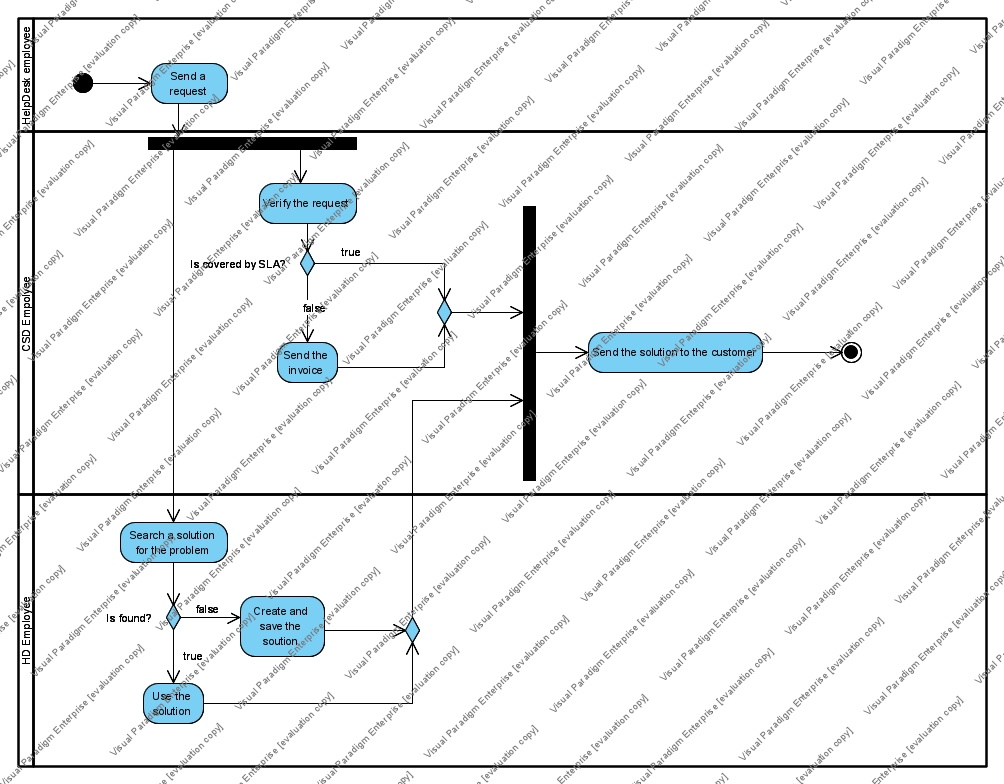 HelpDesk employee
Send a
request
CSD Empolyee
Verify the request
Is covered by SLA?
true
false
Send the
invoice
Send the solution to the customer
HD Employee
Search a solution
for the problem
Is found?
false
Create and
save the
soution
true
Use the
solution
Visual Paradigm Enterprise [evaluation copy]